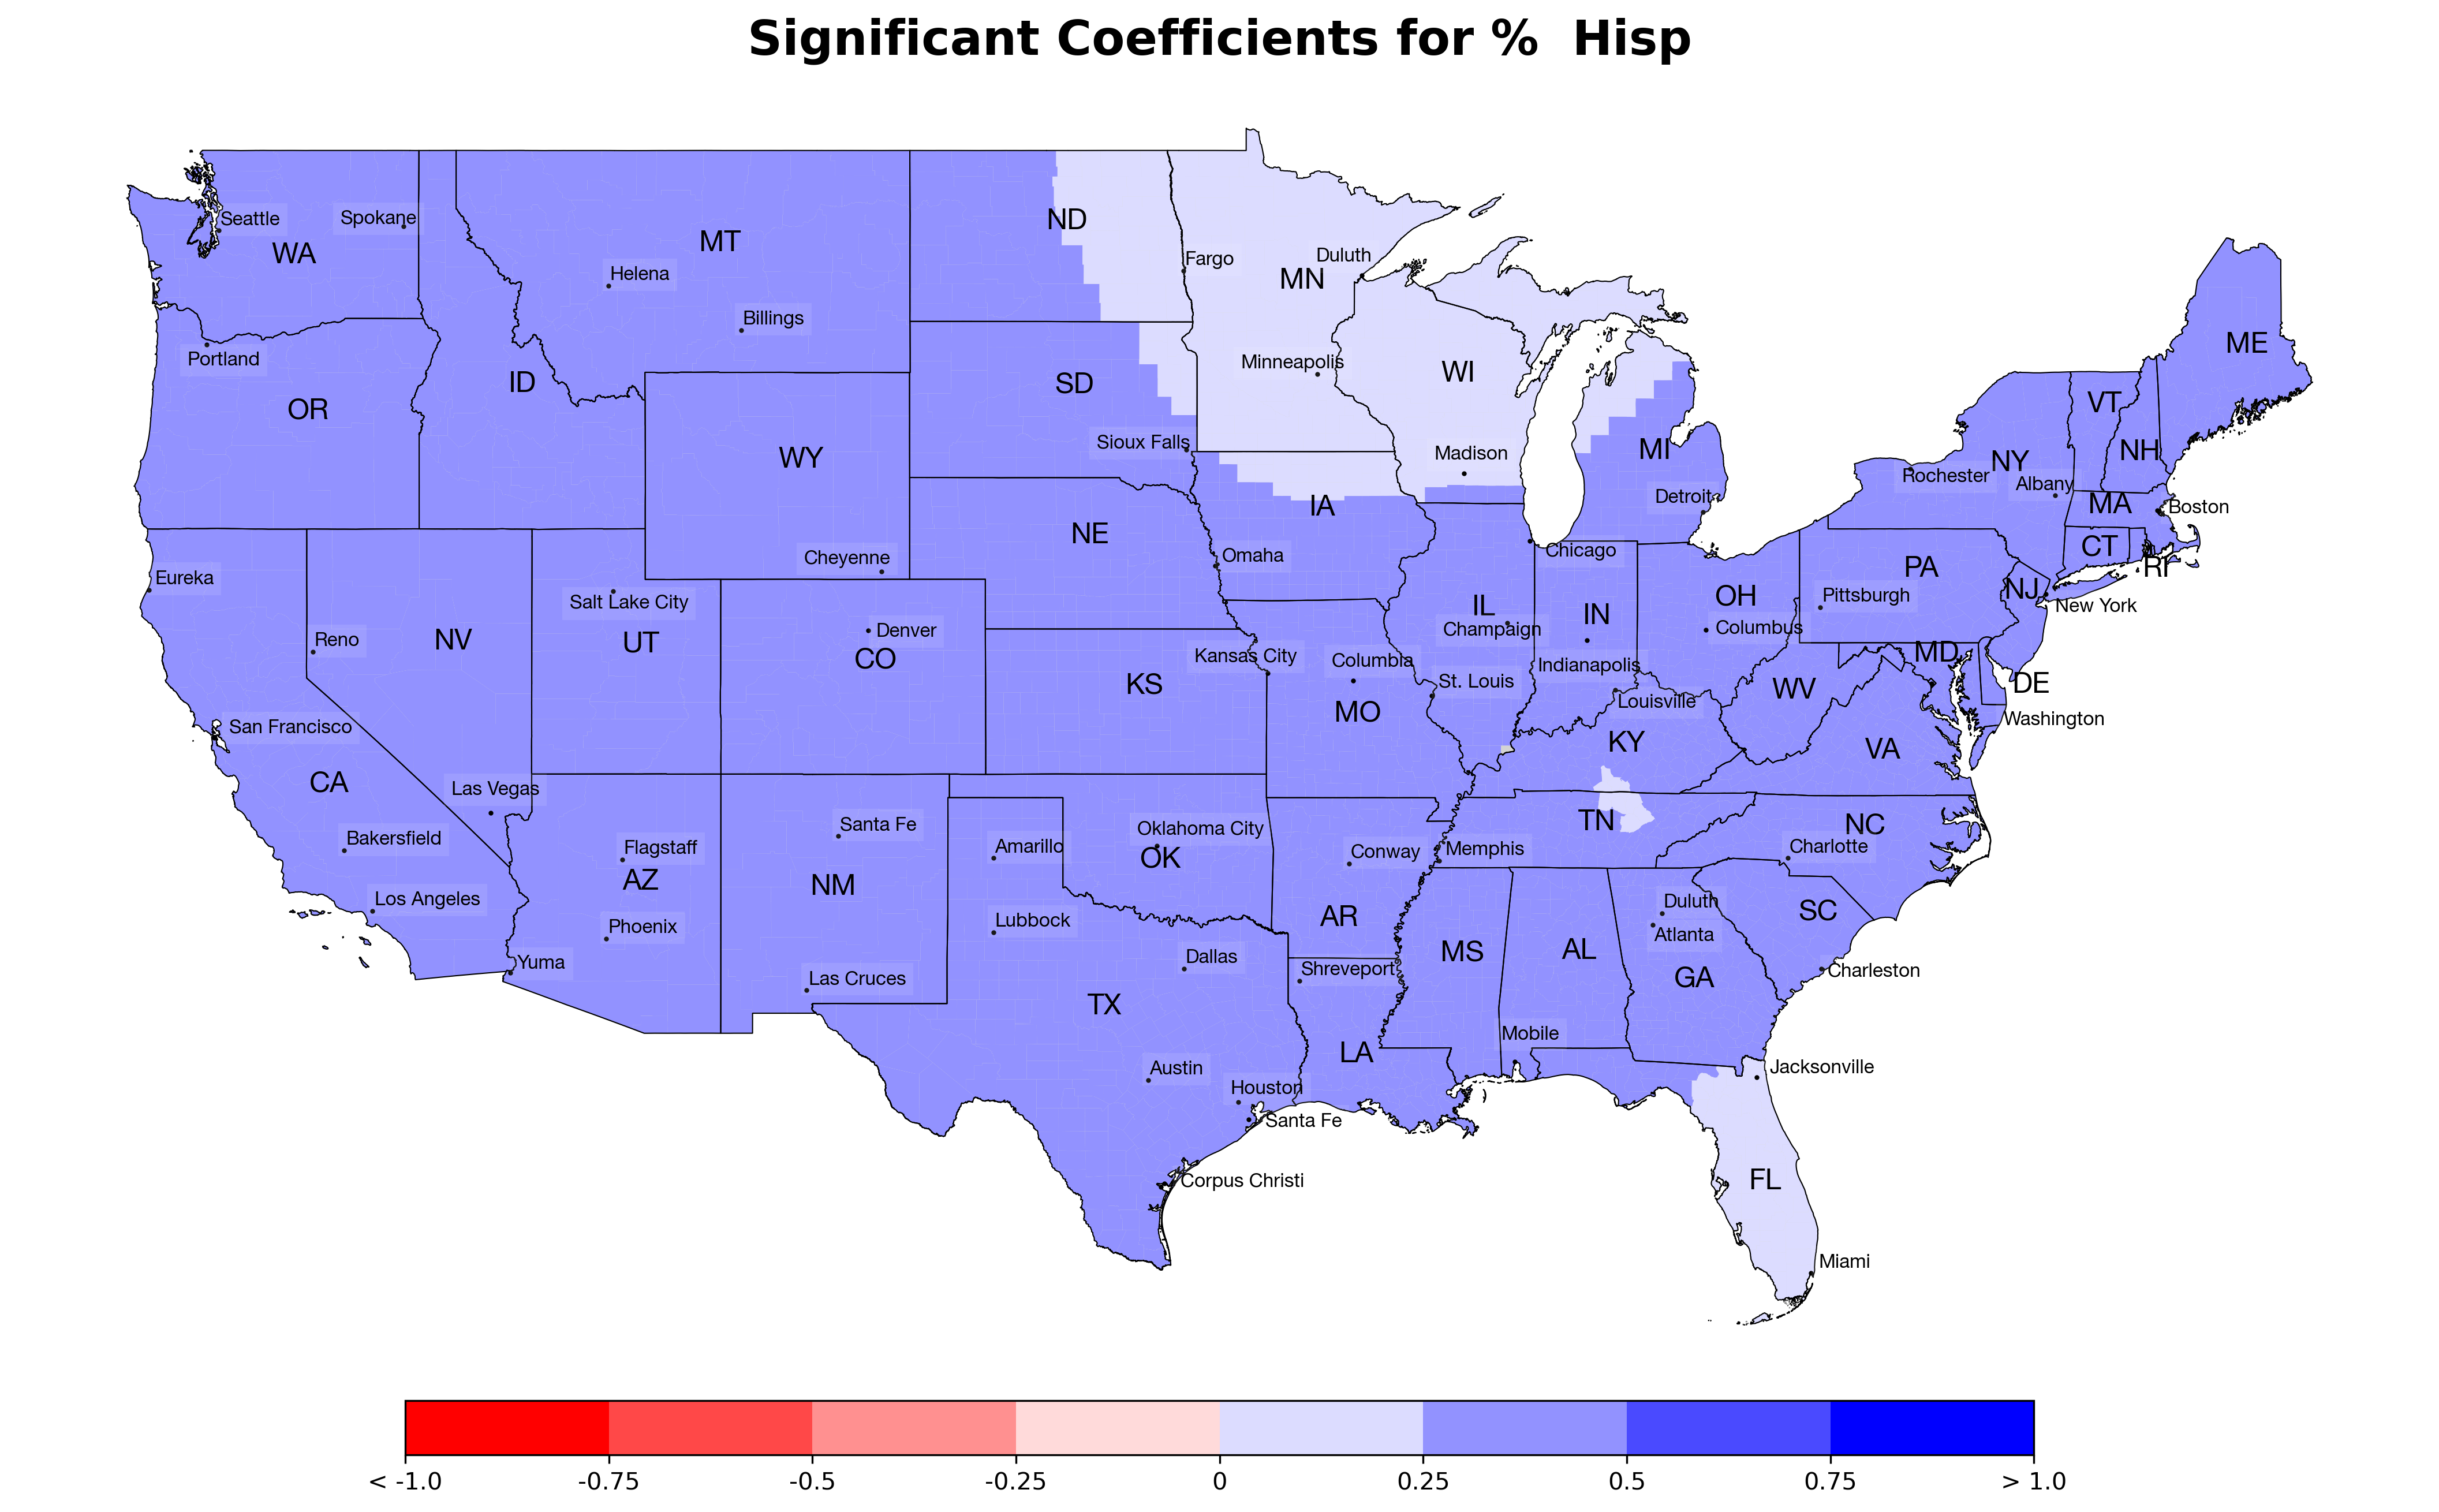 Significant Coefficients for %  Hisp
Seattle
Spokane
WA
MT
ND
Helena
Billings
Fargo
Duluth
MN
Portland
OR
ID
Minneapolis
WI
SD
ME
VT
WY
Sioux Falls
Madison
MI
NH
NY
Rochester
Albany
Detroit
IA
MA
Boston
NE
CT
RI
Cheyenne
Omaha
Chicago
PA
Eureka
Salt Lake City
NJ
New York
Pittsburgh
OH
IL
IN
Champaign
Columbus
Reno
NV
UT
Denver
CO
Kansas City
Columbia
Indianapolis
MD
DE
KS
St. Louis
WV
Louisville
MO
Washington
San Francisco
KY
VA
CA
Las Vegas
Santa Fe
Oklahoma City
TN
NC
Bakersfield
Flagstaff
Amarillo
OK
Conway
Memphis
Charlotte
AZ
NM
Los Angeles
Duluth
SC
Lubbock
AR
Phoenix
Atlanta
MS
AL
Dallas
Yuma
Shreveport
Charleston
Las Cruces
GA
TX
Mobile
LA
Austin
Jacksonville
Houston
Santa Fe
Corpus Christi
FL
Miami
< -1.0 -0.75 -0.5 -0.25 0 0.25 0.5 0.75 > 1.0